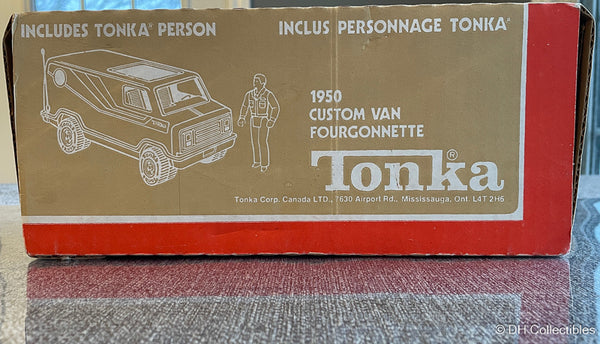 INCLUDES TONKA® PERSON
INCLUS PERSONNAGE TONKA®
1950
CUSTOM VAN
FOURGONNETTE
Tonka®
Tonka Corp. Canada LTD., 7630 Airport Rd., Mississauga, Ont. L4T 2H6
© DH Collectibles